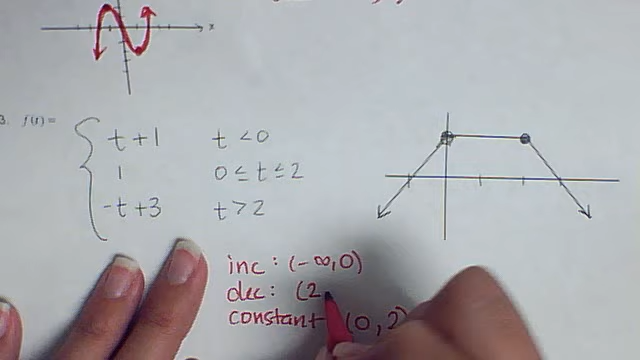 x
3. f(t) =
t+1 t<0
1 0≤t≤2
-t+3 t>2
inc: (-∞,0)
dec: (2
constant (0,2)